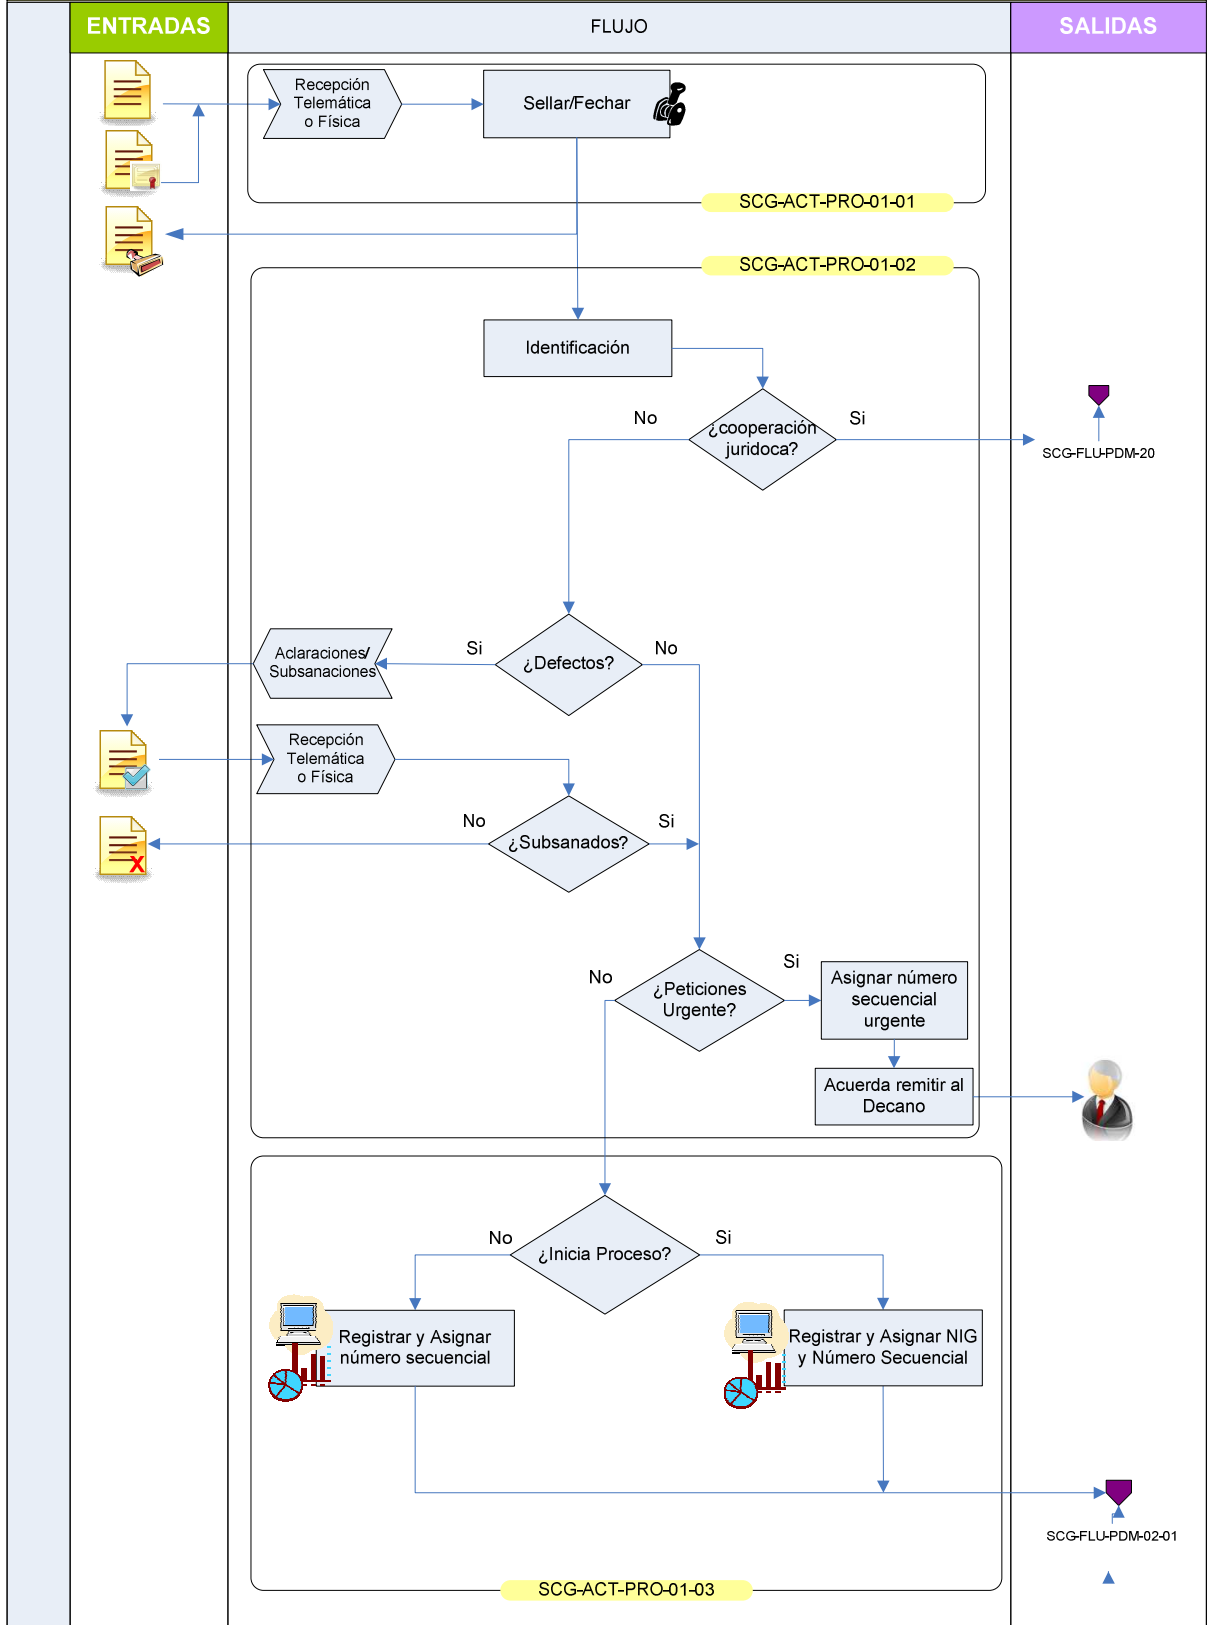 ENTRADAS
FLUJO
SALIDAS
Recepción
Telemática
o Física
Sellar/Fechar
SCG-ACT-PRO-01-01
SCG-ACT-PRO-01-02
Identificación
No
¿cooperación
juridoca?
Si
SCG-FLU-PDM-20
Aclaraciones/
Subsanaciones
Si
¿Defectos?
No
Recepción
Telemática
o Física
No
¿Subsanados?
Si
No
¿Peticiones
Urgente?
Si
Asignar número
secuencial
urgente
Acuerda remitir al
Decano
No
¿Inicia Proceso?
Si
Registrar y Asignar
número secuencial
Registrar y Asignar NIG
y Número Secuencial
SCG-FLU-PDM-02-01
SCG-ACT-PRO-01-03
X